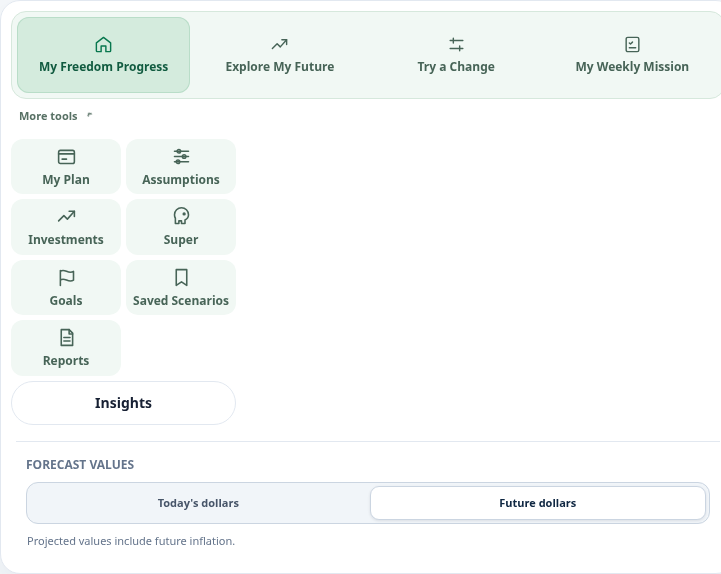 My Freedom Progress
Explore My Future
Try a Change
My Weekly Mission
More tools
My Plan
Assumptions
Investments
Super
Goals
Saved Scenarios
Reports
Insights
FORECAST VALUES
Today's dollars
Future dollars
Projected values include future inflation.